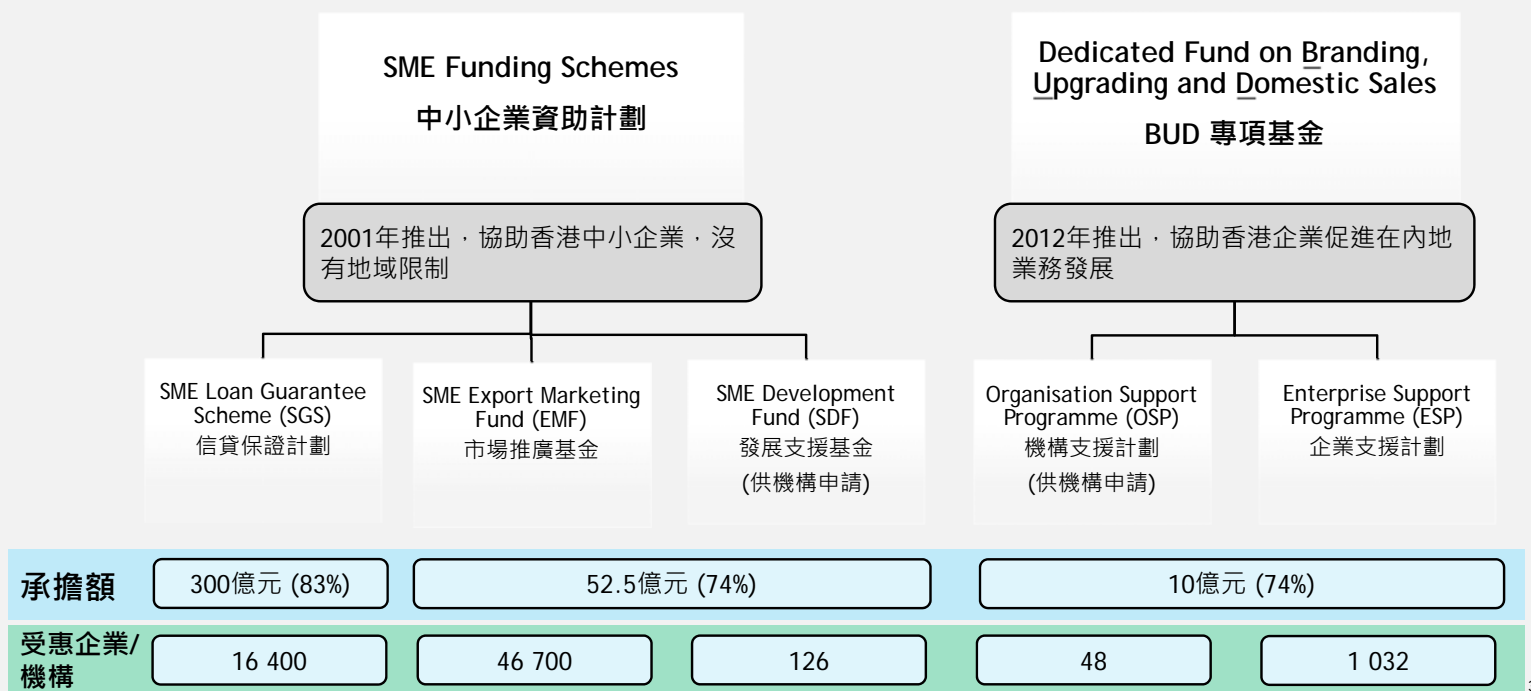 SME Funding Schemes
中小企業資助計劃
Dedicated Fund on Branding,
Upgrading and Domestic Sales
BUD 專項基金
2001年推出，協助香港中小企業，沒
有地域限制
2012年推出，協助香港企業促進在內地
業務發展
SME Loan Guarantee
Scheme (SGS)
信貸保證計劃
SME Export Marketing
Fund (EMF)
市場推廣基金
SME Development
Fund (SDF)
發展支援基金
(供機構申請)
Organisation Support
Programme (OSP)
機構支援計劃
(供機構申請)
Enterprise Support
Programme (ESP)
企業支援計劃
承擔額
300億元 (83%)
52.5億元 (74%)
10億元 (74%)
受惠企業/
機構
16 400
46 700
126
48
1 032